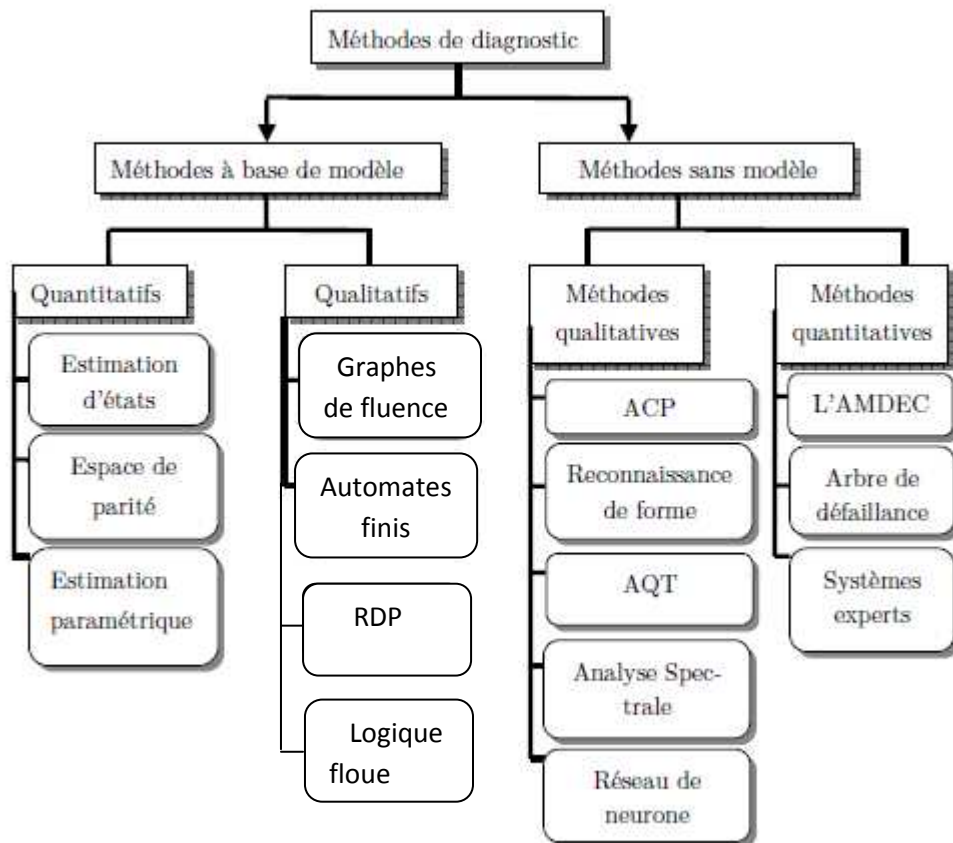 Méthodes de diagnostic
Méthodes à base de modèle
Méthodes sans modèle
Quantitatifs
Estimation
d'états
Espace de
parité
Estimation
paramétrique
Qualitatifs
Graphes
de fluence
Automates
finis
RDP
Logique
floue
Méthodes
qualitatives
ACP
Reconnaissance
de forme
AQT
Analyse Spec-
trale
Réseau de
neurone
Méthodes
quantitatives
L'AMDEC
Arbre de
défaillance
Systèmes
experts